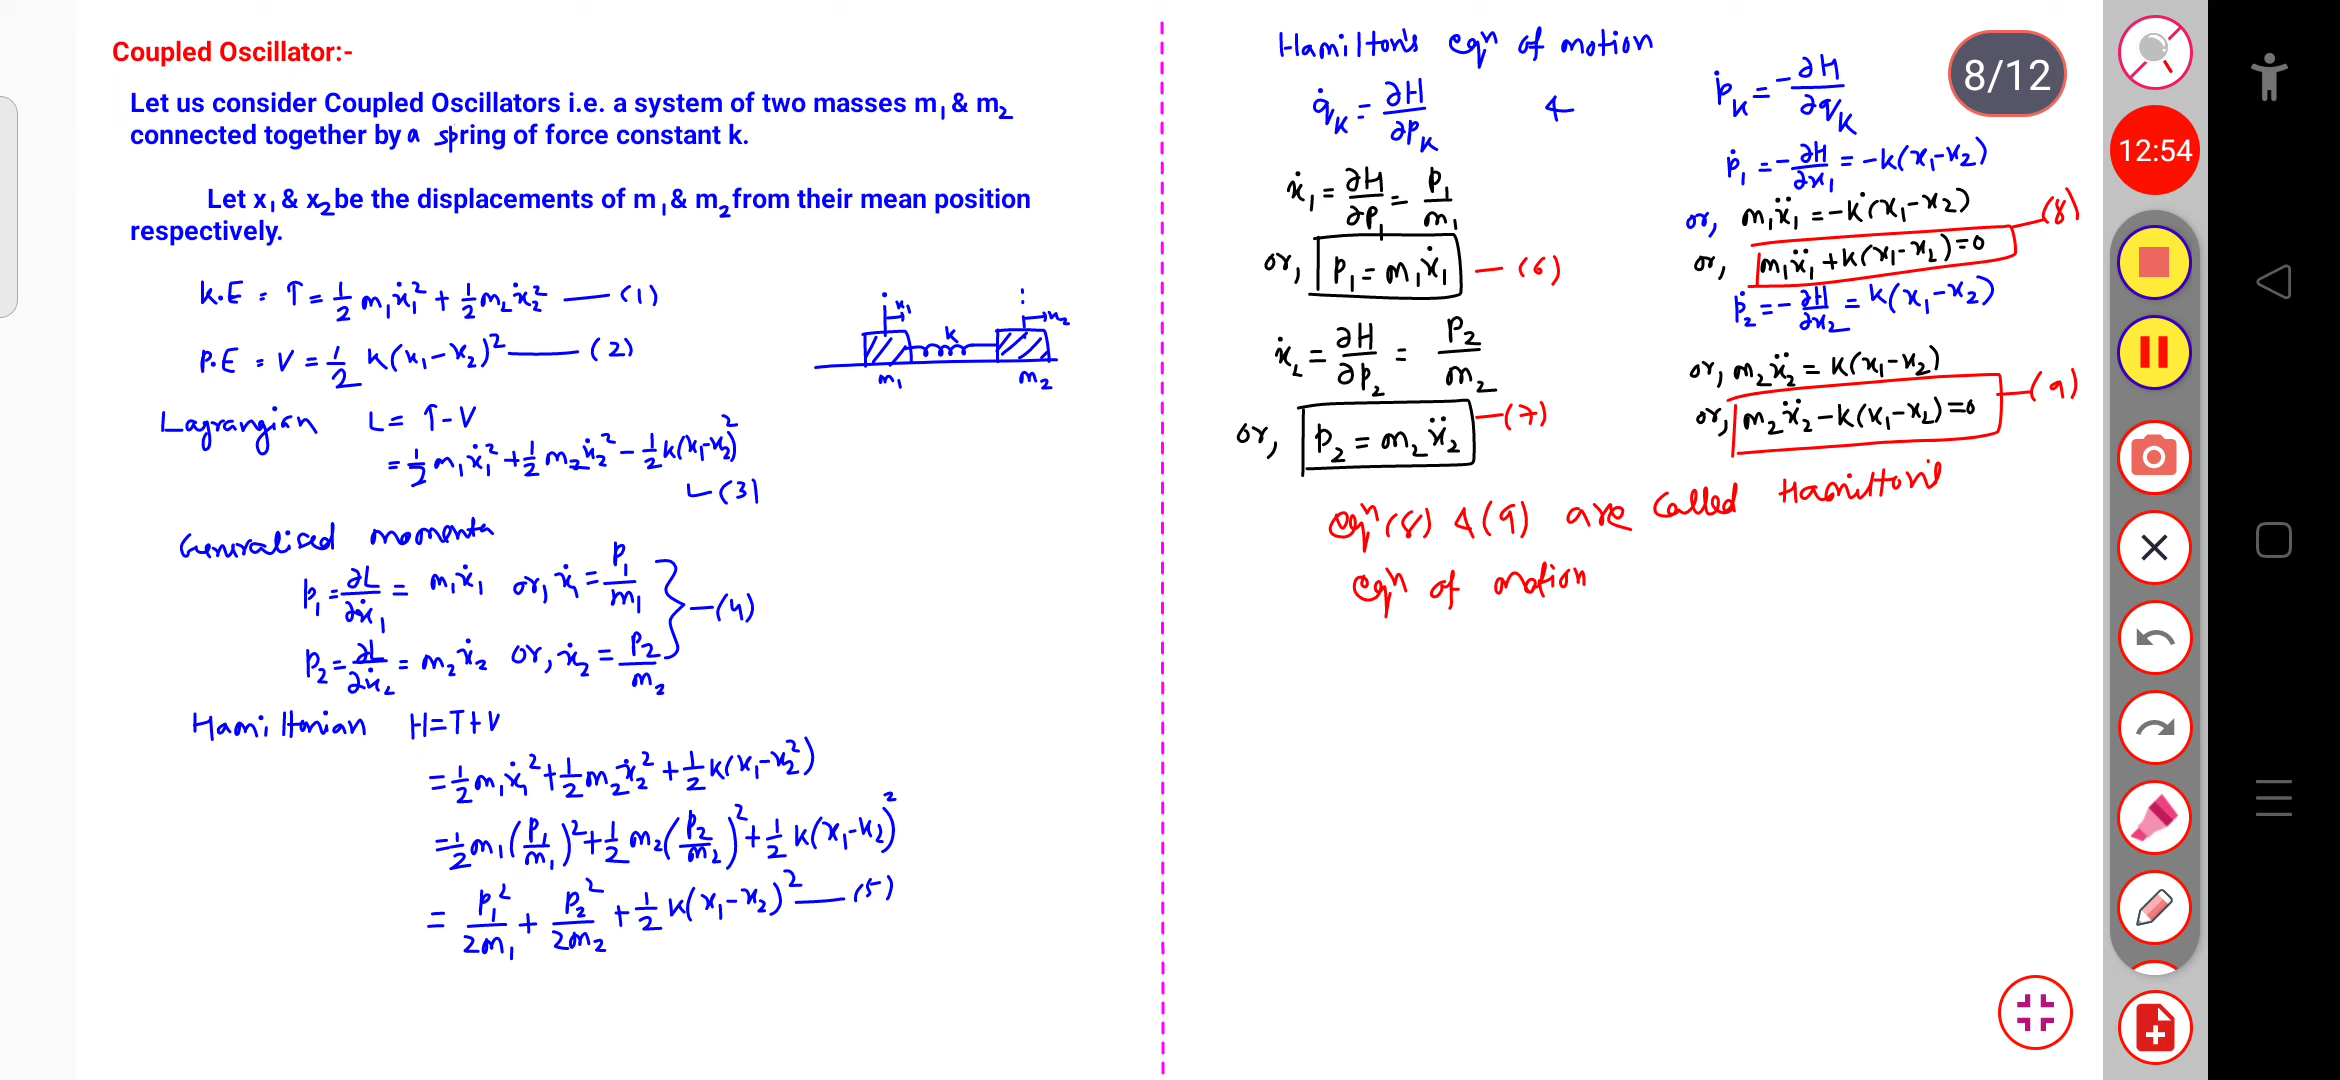 Coupled Oscillator:-
Let us consider Coupled Oscillators i.e. a system of two masses m₁ & m₂
connected together by a spring of force constant k.
Let x₁ & x₂ be the displacements of m₁ & m₂ from their mean position
respectively.
K.E = T = 1/2 m₁ẋ₁² + 1/2 m₂ẋ₂² — (1)
P.E = V = 1/2 k(x₁-x₂)² — (2)
x₁ x₂
k
m₁ m₂
Lagrangian L = T-V
= 1/2 m₁ẋ₁² + 1/2 m₂ẋ₂² - 1/2 k(x₁-x₂)²
(3)
Generalised momenta
p₁ = ∂L/∂ẋ₁ = m₁ẋ₁ or, ẋ₁ = p₁/m₁
— (4)
p₂ = ∂L/∂ẋ₂ = m₂ẋ₂ or, ẋ₂ = p₂/m₂
Hamiltonian H=T+V
= 1/2 m₁ẋ₁² + 1/2 m₂ẋ₂² + 1/2 k(x₁-x₂²)
= 1/2 m₁(p₁/m₁)² + 1/2 m₂(p₂/m₂)² + 1/2 k(x₁-x₂)²
= p₁²/2m₁ + p₂²/2m₂ + 1/2 k(x₁-x₂)² — (5)
Hamilton's eqⁿ of motion
q̇ₖ = ∂H/∂pₖ & ṗₖ = -∂H/∂qₖ
ẋ₁ = ∂H/∂p₁ = p₁/m₁
or, p₁ = m₁ẋ₁ — (6)
ẋ₂ = ∂H/∂p₂ = p₂/m₂
or, p₂ = m₂ẍ₂ — (7)
ṗ₁ = -∂H/∂x₁ = -k(x₁-x₂)
or, m₁ẍ₁ = -k(x₁-x₂)
or, m₁ẍ₁ + k(x₁-x₂)=0 — (8)
ṗ₂ = -∂H/∂x₂ = k(x₁-x₂)
or, m₂ẍ₂ = k(x₁-x₂)
or, m₂ẍ₂ - k(x₁-x₂)=0 — (9)
eqⁿ (8) & (9) are called Hamilton's
eqⁿ of motion
8/12
12:54